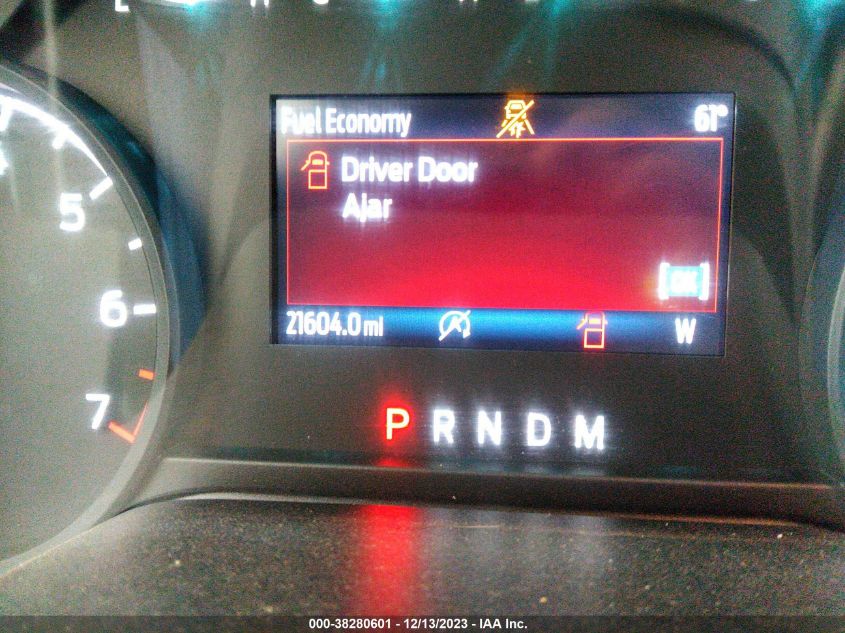 Fuel Economy 61°
Driver Door
Ajar
[OK]
21604.0 mi W
5
6
7
P R N D M
000-38280601 - 12/13/2023 - IAA Inc.